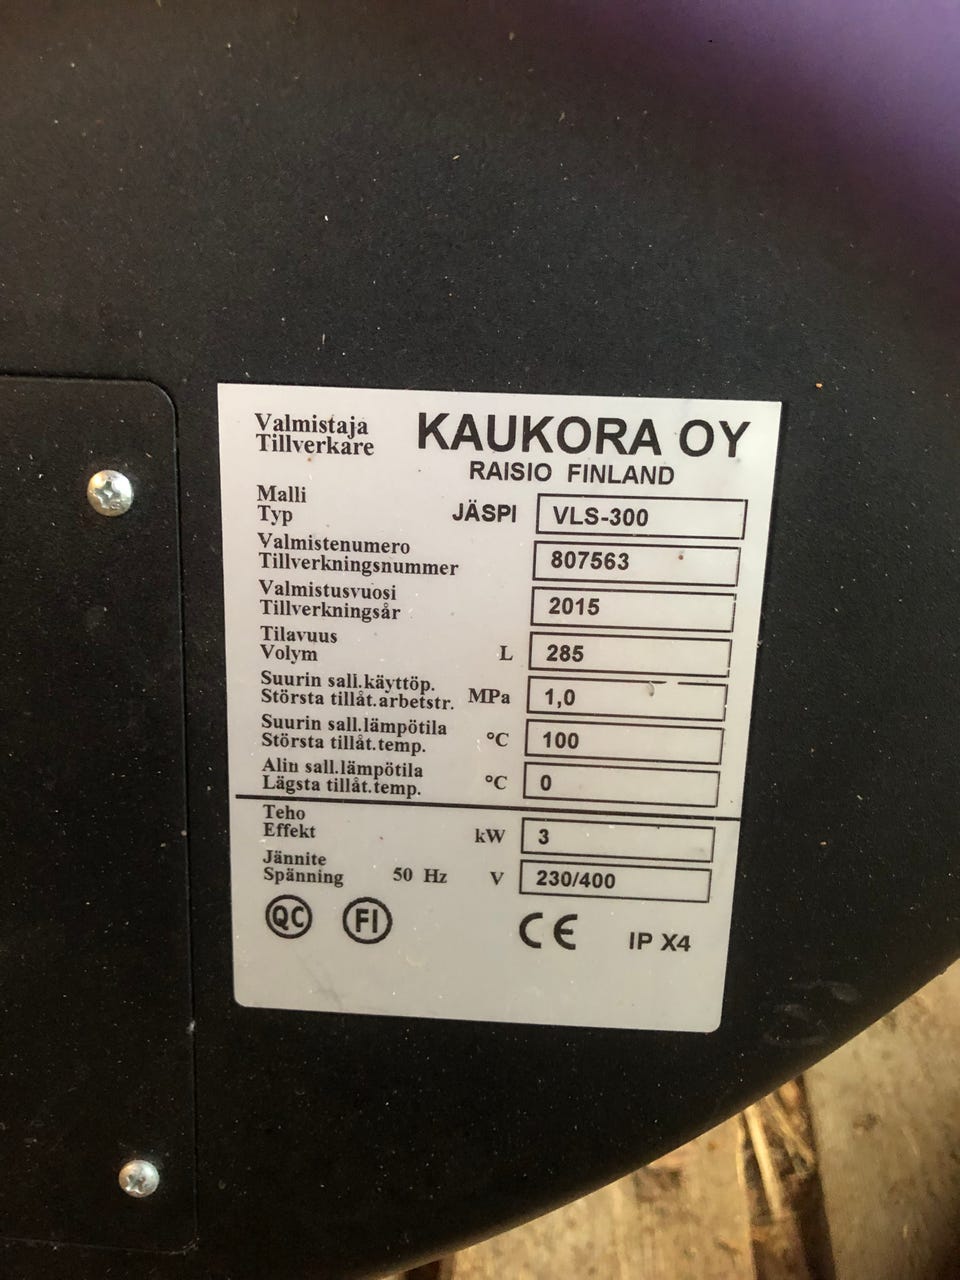 Valmistaja
Tillverkare
KAUKORA OY
RAISIO FINLAND
Malli
Typ
JÄSPI
VLS-300
Valmistenumero
Tillverkningsnummer
807563
Valmistusvuosi
Tillverkningsår
2015
Tilavuus
Volym
L
285
Suurin sall.käyttöp.
Största tillåt.arbetstr.
MPa
1,0
Suurin sall.lämpötila
Största tillåt.temp.
°C
100
Alin sall.lämpötila
Lägsta tillåt.temp.
°C
0
Teho
Effekt
kW
3
Jännite
Spänning
50 Hz
V
230/400
QC
FI
CE
IP X4